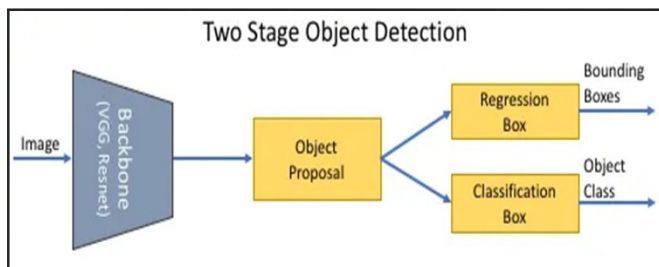 Two Stage Object Detection
Image
Backbone
(VGG, Resnet)
Object
Proposal
Regression
Box
Bounding
Boxes
Classification
Box
Object
Class